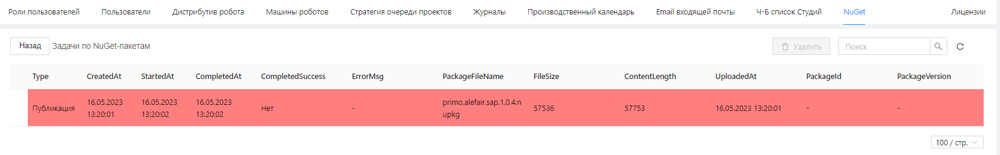 Роли пользователей Пользователи Дистрибутив робота Машины роботов Стратегия очереди проектов Журналы Производственный календарь Email входящей почты Ч-Б список Студий NuGet Лицензии
Назад Задачи по NuGet-пакетам Удалить Поиск
Type CreatedAt StartedAt CompletedAt CompletedSuccess ErrorMsg PackageFileName FileSize ContentLength UploadedAt PackageId PackageVersion
16.05.2023 16.05.2023 16.05.2023 primo.alefair.sap.1.0.4.n
Публикация Нет - 57536 57753 16.05.2023 13:20:01 - -
13:20:01 13:20:02 13:20:02 upkg
100 / стр.